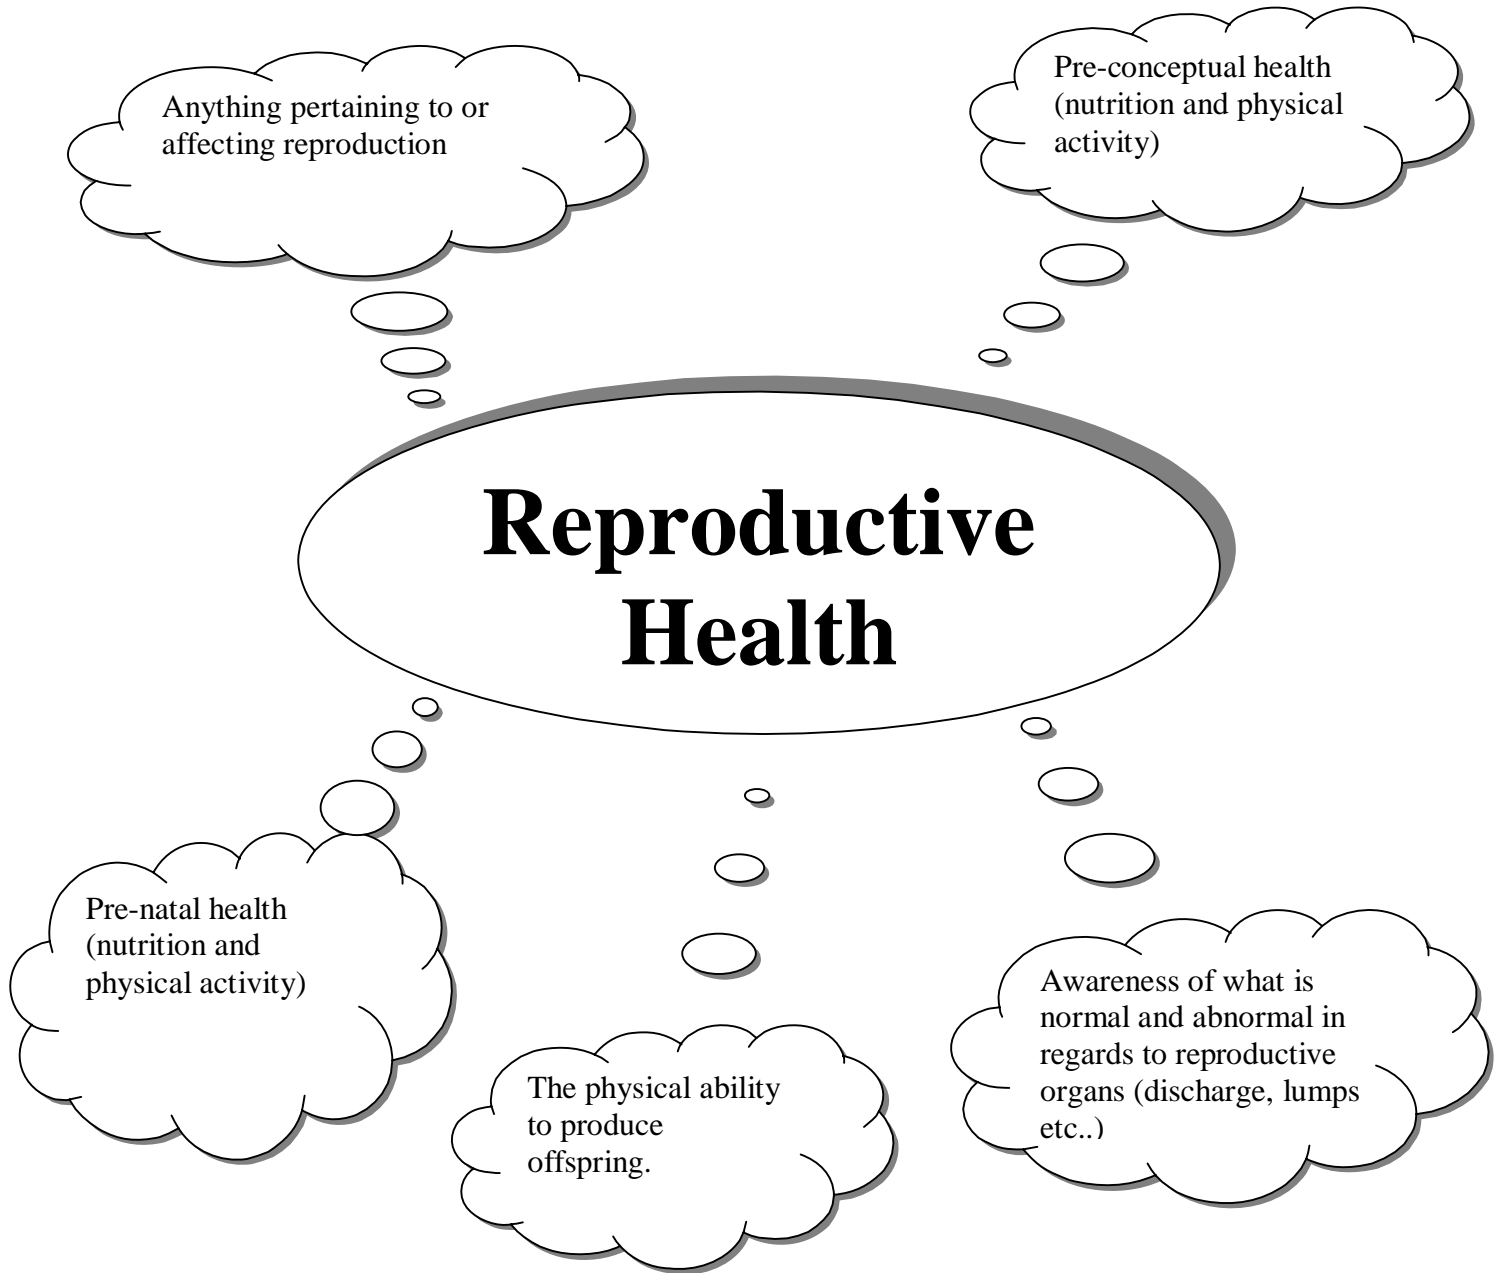 Anything pertaining to or
affecting reproduction
Pre-conceptual health
(nutrition and physical
activity)
Reproductive
Health
Pre-natal health
(nutrition and
physical activity)
The physical ability
to produce
offspring.
Awareness of what is
normal and abnormal in
regards to reproductive
organs (discharge, lumps
etc..)